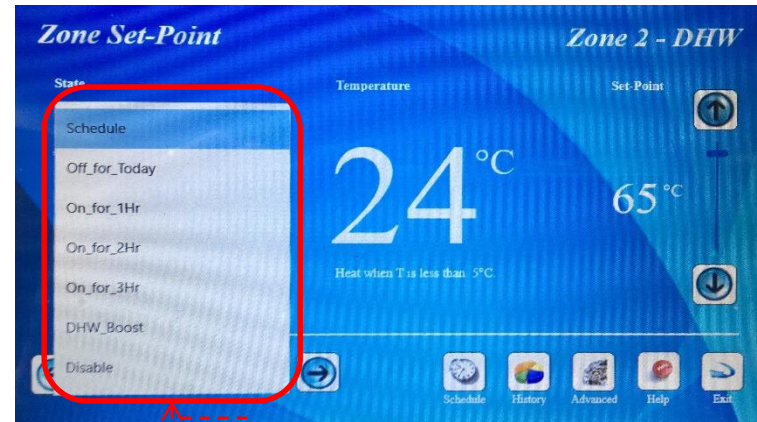 Zone Set-Point
Zone 2 - DHW
State
Temperature
Set-Point
Schedule
Off_for_Today
On_for_1Hr
On_for_2Hr
On_for_3Hr
DHW_Boost
Disable
24 °C
65 °C
Heat when T is less than 5°C.
Schedule
History
Advanced
Help
Exit